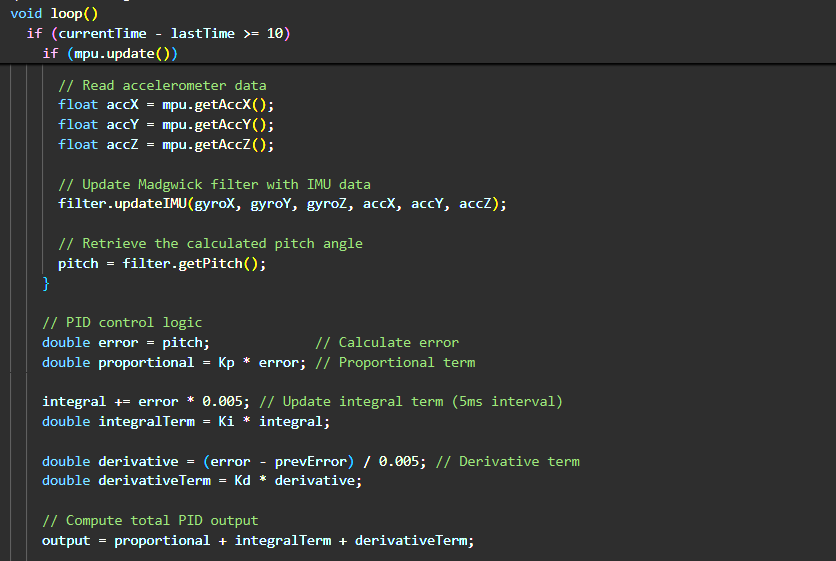 void loop()
if (currentTime - lastTime >= 10)
if (mpu.update())
// Read accelerometer data
float accX = mpu.getAccX();
float accY = mpu.getAccY();
float accZ = mpu.getAccZ();
// Update Madgwick filter with IMU data
filter.updateIMU(gyroX, gyroY, gyroZ, accX, accY, accZ);
// Retrieve the calculated pitch angle
pitch = filter.getPitch();
}
// PID control logic
double error = pitch;             // Calculate error
double proportional = Kp * error; // Proportional term
integral += error * 0.005; // Update integral term (5ms interval)
double integralTerm = Ki * integral;
double derivative = (error - prevError) / 0.005; // Derivative term
double derivativeTerm = Kd * derivative;
// Compute total PID output
output = proportional + integralTerm + derivativeTerm;